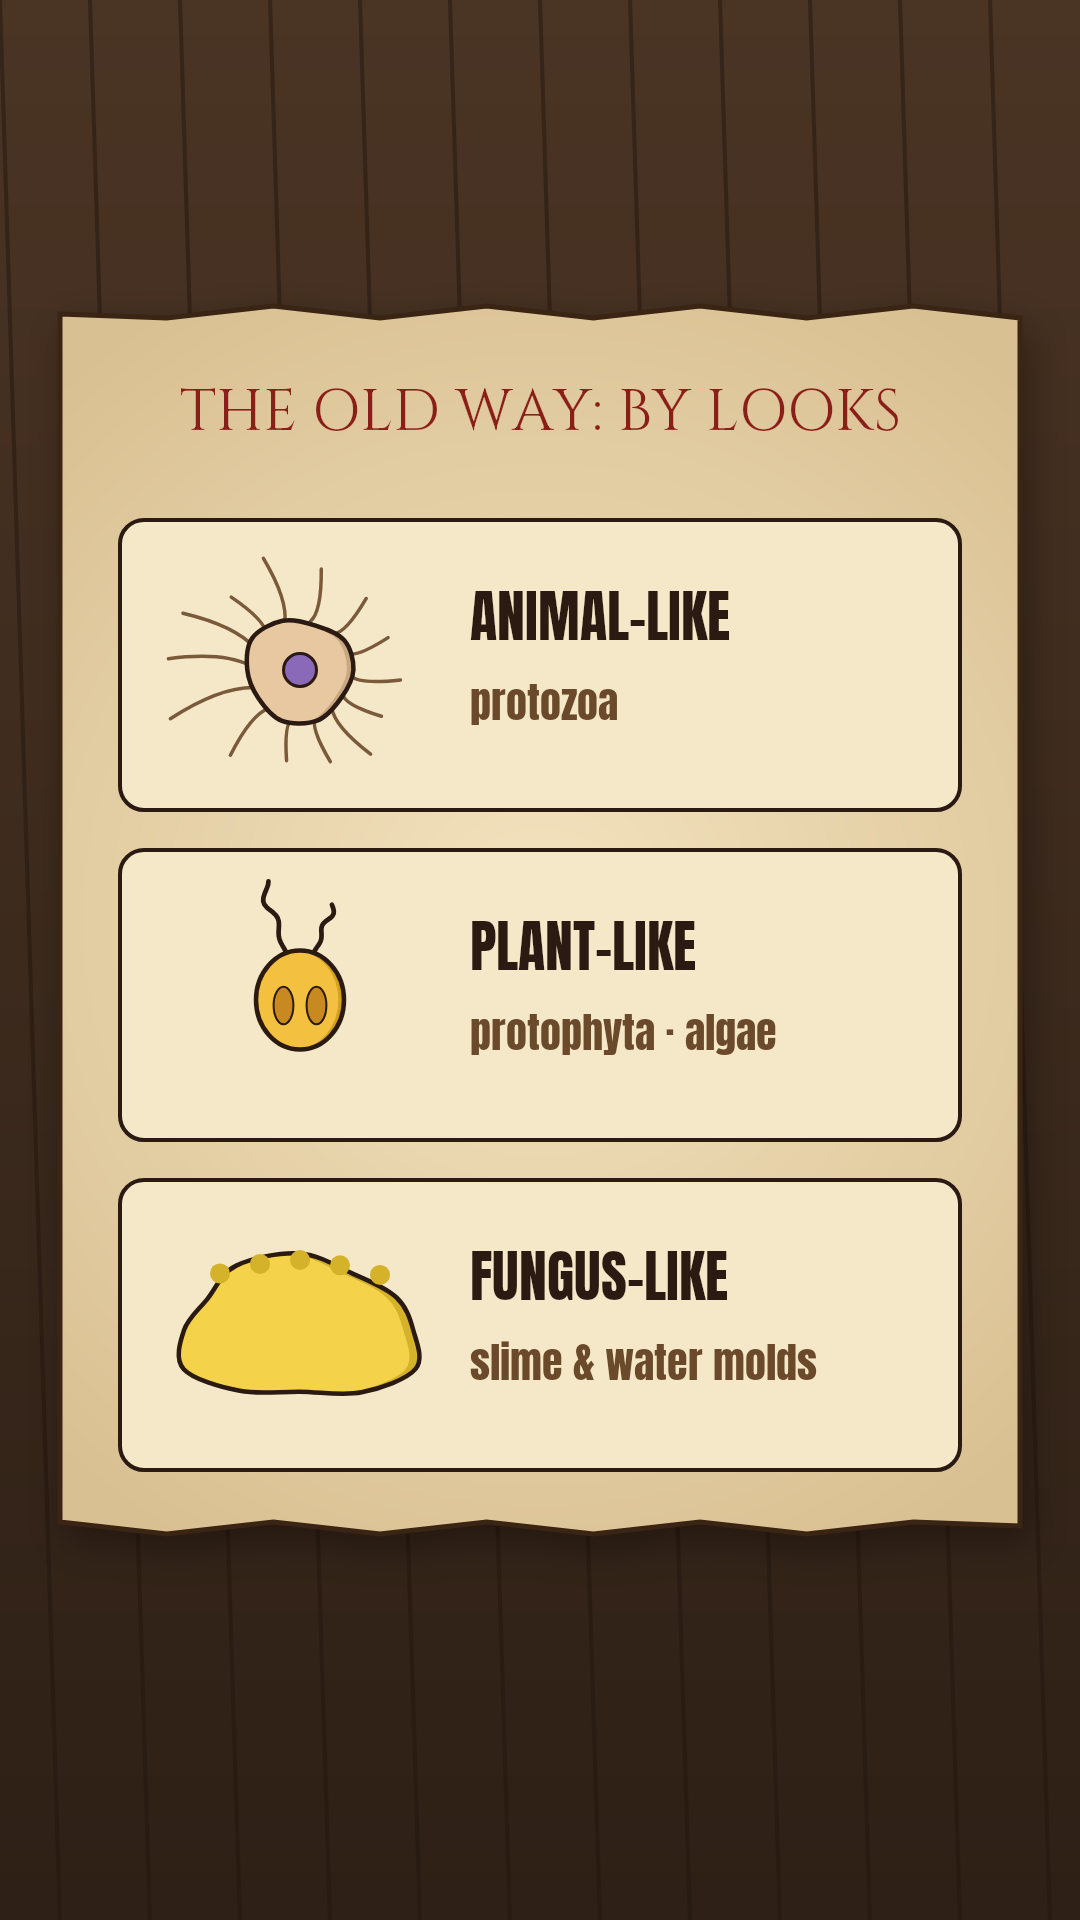 THE OLD WAY: BY LOOKS
ANIMAL-LIKE
protozoa
PLANT-LIKE
protophyta · algae
FUNGUS-LIKE
slime & water molds